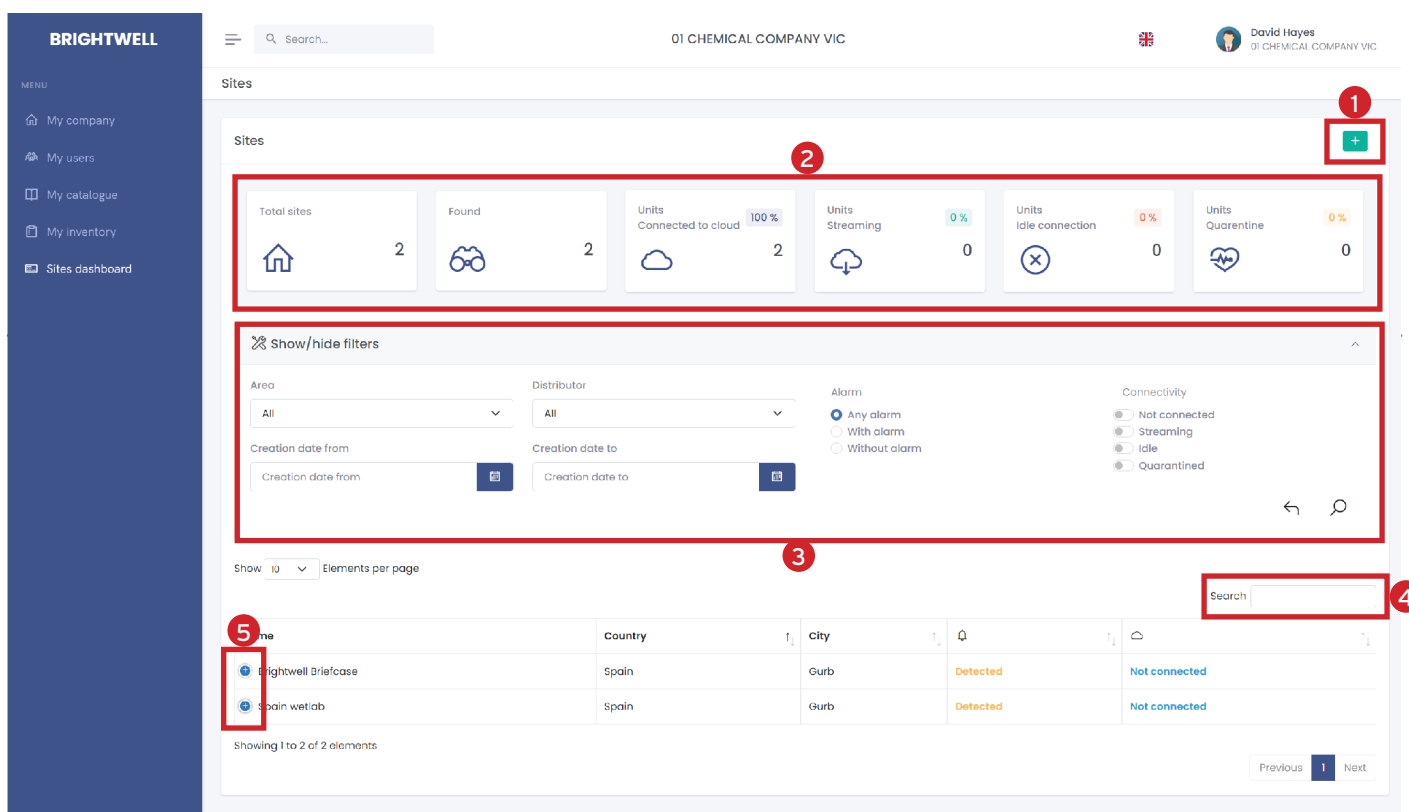 BRIGHTWELL
Search...
01 CHEMICAL COMPANY VIC
David Hayes
01 CHEMICAL COMPANY VIC
MENU
Sites
My company
My users
My catalogue
My inventory
Sites dashboard
1
Sites
+
2
Total sites
2
Found
2
Units
Connected to cloud
100 %
2
Units
Streaming
0 %
0
Units
Idle connection
0 %
0
Units
Quarentine
0 %
0
Show/hide filters
Area
All
Distributor
All
Creation date from
Creation date from
Creation date to
Creation date to
Alarm
Any alarm
With alarm
Without alarm
Connectivity
Not connected
Streaming
Idle
Quarantined
3
Show 10 Elements per page
Search
4
5
me Country City
Brightwell Briefcase Spain Gurb Detected Not connected
Spain wetlab Spain Gurb Detected Not connected
Showing 1 to 2 of 2 elements
Previous 1 Next